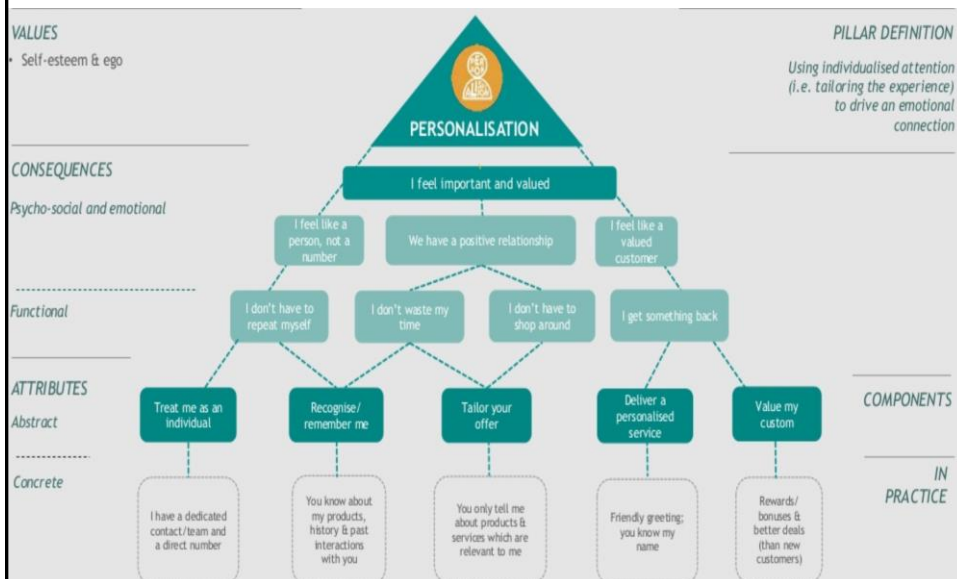 VALUES
• Self-esteem & ego
PILLAR DEFINITION
Using individualised attention
(i.e. tailoring the experience)
to drive an emotional
connection
PERSONALISATION
CONSEQUENCES
Psycho-social and emotional
I feel important and valued
I feel like a
person, not a
number
We have a positive relationship
I feel like a
valued
customer
Functional
I don't have to
repeat myself
I don't waste my
time
I don't have to
shop around
I get something back
ATTRIBUTES
Abstract
Treat me as an
individual
Recognise/
remember me
Tailor your
offer
Deliver a
personalised
service
Value my
custom
COMPONENTS
Concrete
I have a dedicated
contact/team and
a direct number
You know about
my products,
history & past
interactions
with you
You only tell me
about products &
services which are
relevant to me
Friendly greeting;
you know my
name
Rewards/
bonuses &
better deals
(than new
customers)
IN
PRACTICE